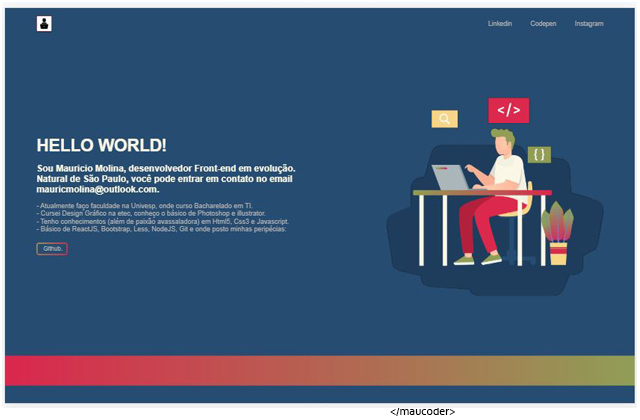 Linkedin Codepen Instagram
</>
{ }
HELLO WORLD!
Sou Mauricio Molina, desenvolvedor Front-end em evolução.
Natural de São Paulo, você pode entrar em contato no email
mauricmolina@outlook.com.
- Atualmente faço faculdade na Univesp, onde curso Bacharelado em TI.
- Cursei Design Gráfico na etec, conheço o básico de Photoshop e illustrator.
- Tenho conhecimentos (além de paixão avassaladora) em Html5, Css3 e Javascript.
- Básico de ReactJS, Bootstrap, Less, NodeJS, Git e onde posto minhas peripécias:
Github.
</maucoder>